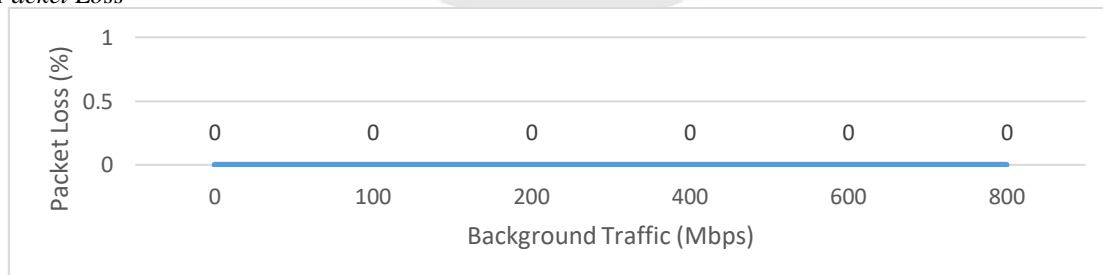 Packet Loss
1
0.5
0
Packet Loss (%)
0 0 0 0 0 0
0 100 200 400 600 800
Background Traffic (Mbps)